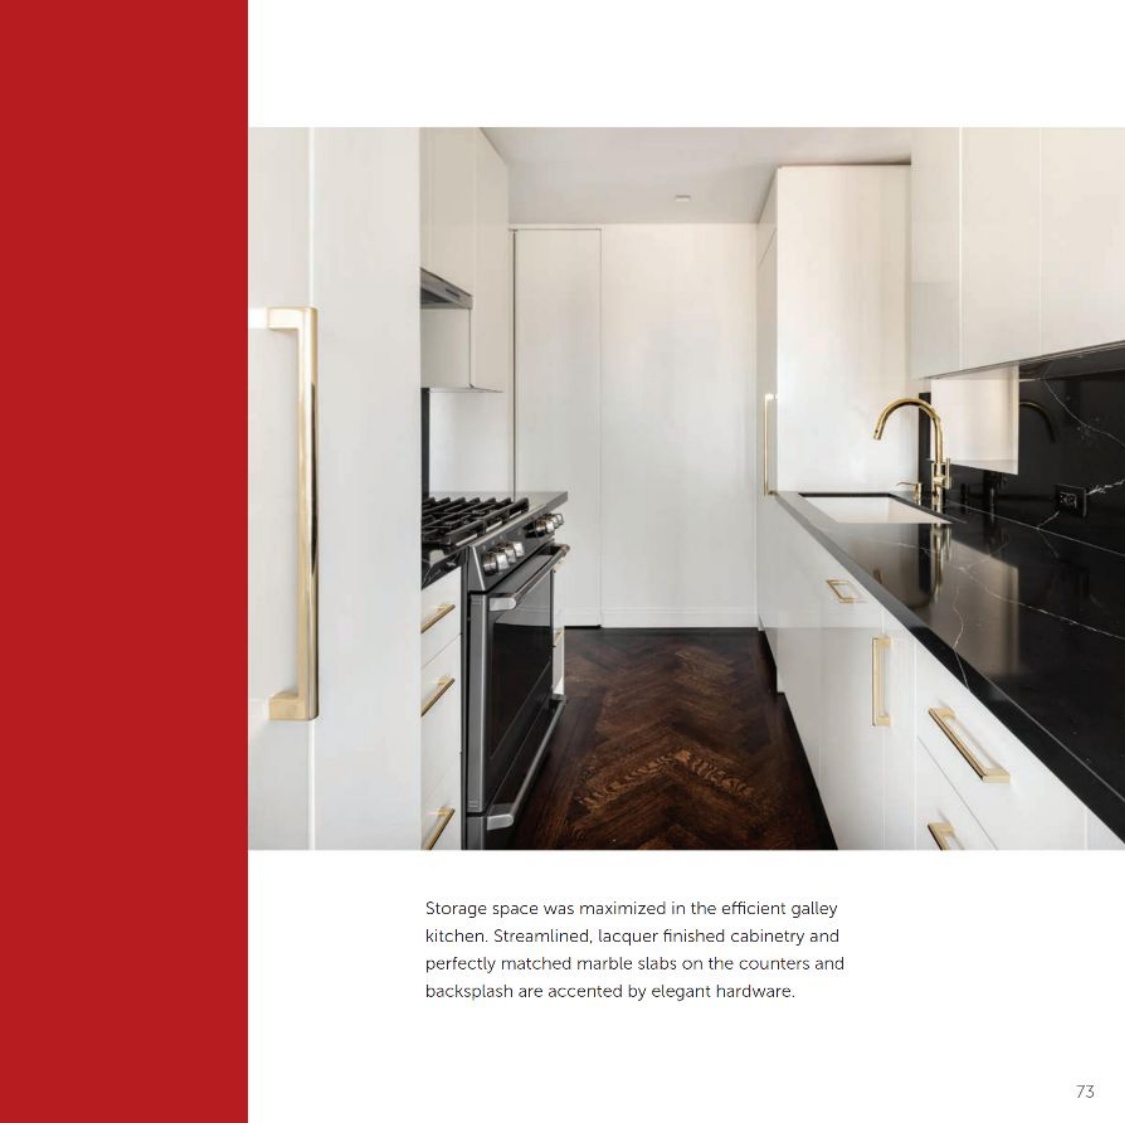 Storage space was maximized in the efficient galley
kitchen. Streamlined, lacquer finished cabinetry and
perfectly matched marble slabs on the counters and
backsplash are accented by elegant hardware.
73